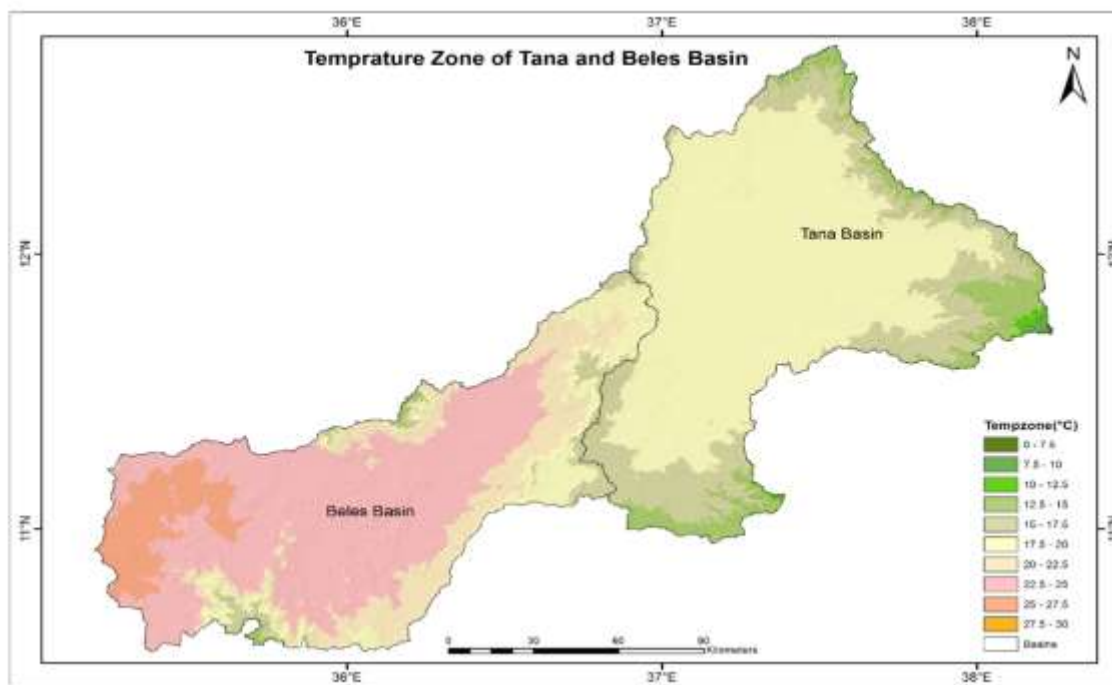 36°E 37°E 38°E
Temprature Zone of Tana and Beles Basin
N
Tana Basin
12°N 12°N
Tempzone(°C)
0 - 7.5
7.5 - 10
10 - 12.5
12.5 - 15
15 - 17.5
17.5 - 20
20 - 22.5
22.5 - 25
25 - 27.5
27.5 - 30
Basins
Beles Basin
11°N 11°N
0 30 60 90
Kilometers
36°E 37°E 38°E